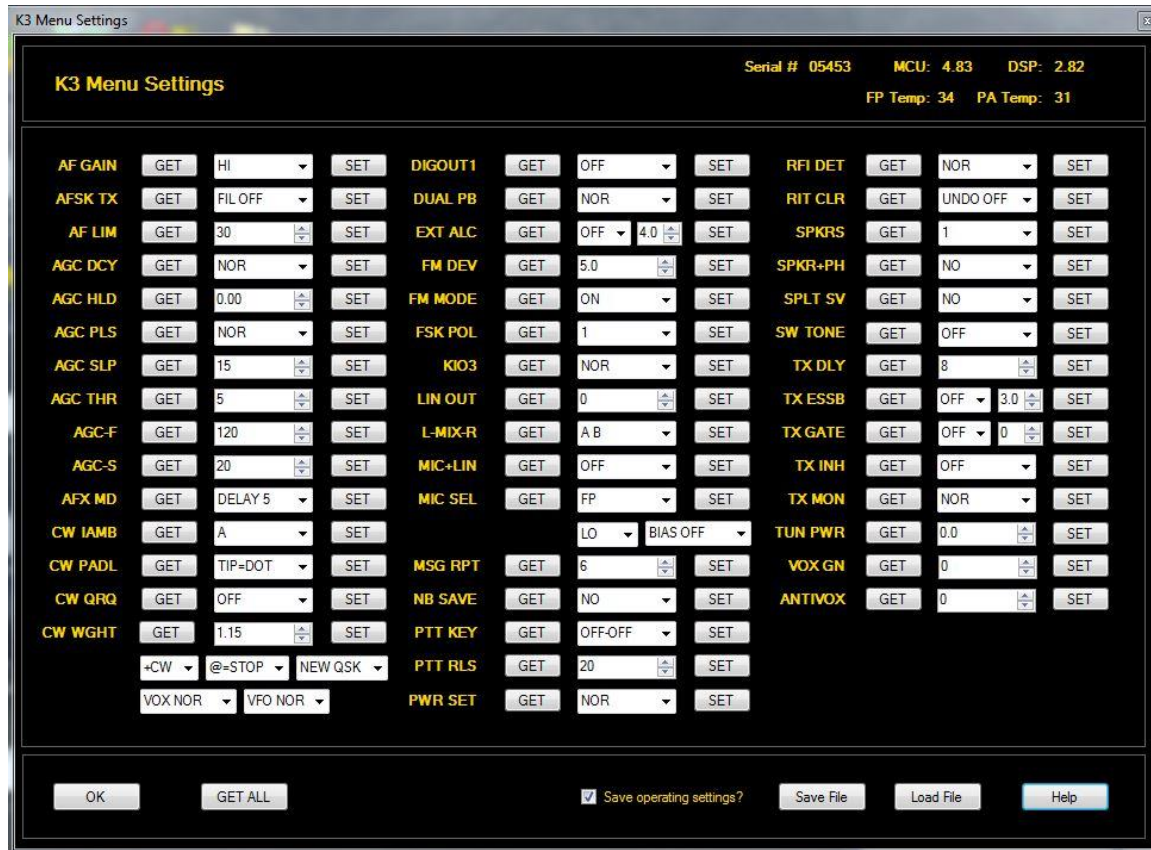 K3 Menu Settings
K3 Menu Settings
Serial # 05453 MCU: 4.83 DSP: 2.82
FP Temp: 34 PA Temp: 31
AF GAIN GET HI SET DIGOUT1 GET OFF SET RFI DET GET NOR SET
AFSK TX GET FIL OFF SET DUAL PB GET NOR SET RIT CLR GET UNDO OFF SET
AF LIM GET 30 SET EXT ALC GET OFF 4.0 SET SPKRS GET 1 SET
AGC DCY GET NOR SET FM DEV GET 5.0 SET SPKR+PH GET NO SET
AGC HLD GET 0.00 SET FM MODE GET ON SET SPLT SV GET NO SET
AGC PLS GET NOR SET FSK POL GET 1 SET SW TONE GET OFF SET
AGC SLP GET 15 SET KIO3 GET NOR SET TX DLY GET 8 SET
AGC THR GET 5 SET LIN OUT GET 0 SET TX ESSB GET OFF 3.0 SET
AGC-F GET 120 SET L-MIX-R GET A B SET TX GATE GET OFF 0 SET
AGC-S GET 20 SET MIC+LIN GET OFF SET TX INH GET OFF SET
AFX MD GET DELAY 5 SET MIC SEL GET FP SET TX MON GET NOR SET
CW IAMB GET A SET LO BIAS OFF TUN PWR GET 0.0 SET
CW PADL GET TIP=DOT SET MSG RPT GET 6 SET VOX GN GET 0 SET
CW QRQ GET OFF SET NB SAVE GET NO SET ANTIVOX GET 0 SET
CW WGHT GET 1.15 SET PTT KEY GET OFF-OFF SET
+CW @=STOP NEW QSK PTT RLS GET 20 SET
VOX NOR VFO NOR PWR SET GET NOR SET
OK GET ALL Save operating settings? Save File Load File Help